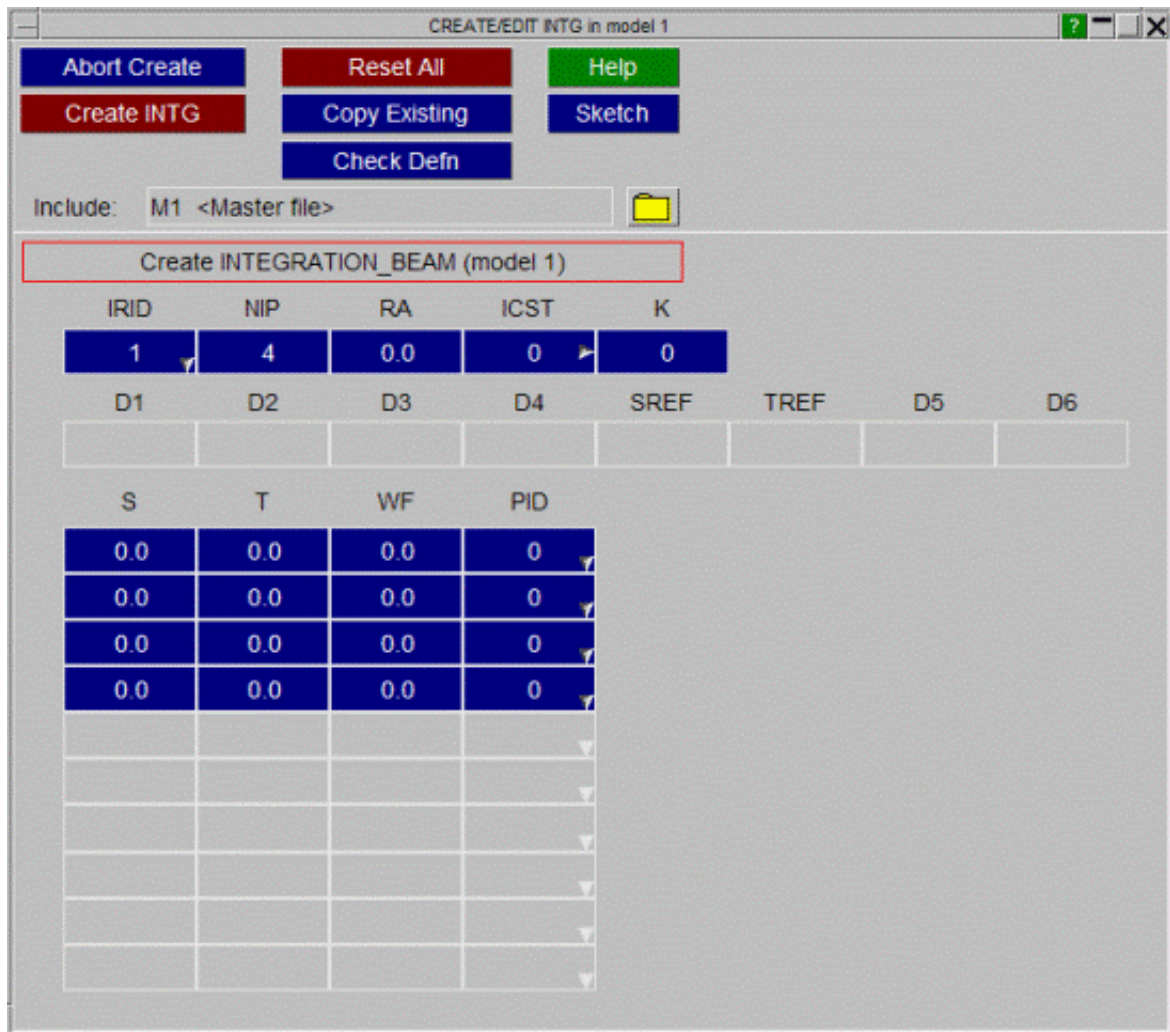 CREATE/EDIT INTG in model 1 ?
Abort Create Reset All Help
Create INTG Copy Existing Sketch
Check Defn
Include: M1 <Master file>
Create INTEGRATION_BEAM (model 1)
IRID NIP RA ICST K
1 4 0.0 0 0
D1 D2 D3 D4 SREF TREF D5 D6
S T WF PID
0.0 0.0 0.0 0
0.0 0.0 0.0 0
0.0 0.0 0.0 0
0.0 0.0 0.0 0